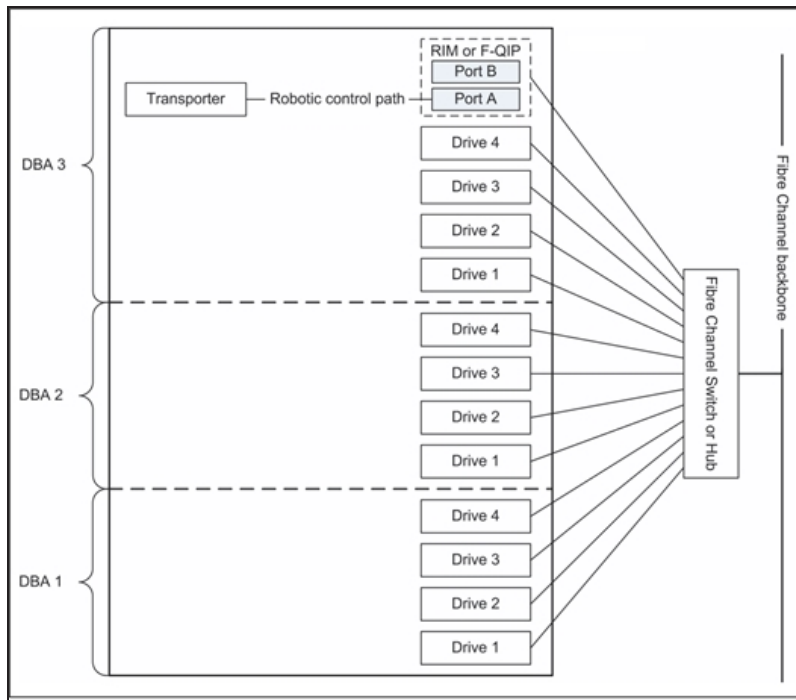 RIM or F-QIP
Port B
Transporter
Robotic control path
Port A
Drive 4
DBA 3
Drive 3
Drive 2
Drive 1
Drive 4
Drive 3
DBA 2
Drive 2
Drive 1
Drive 4
Drive 3
DBA 1
Drive 2
Drive 1
Fibre Channel Switch or Hub
Fibre Channel backbone